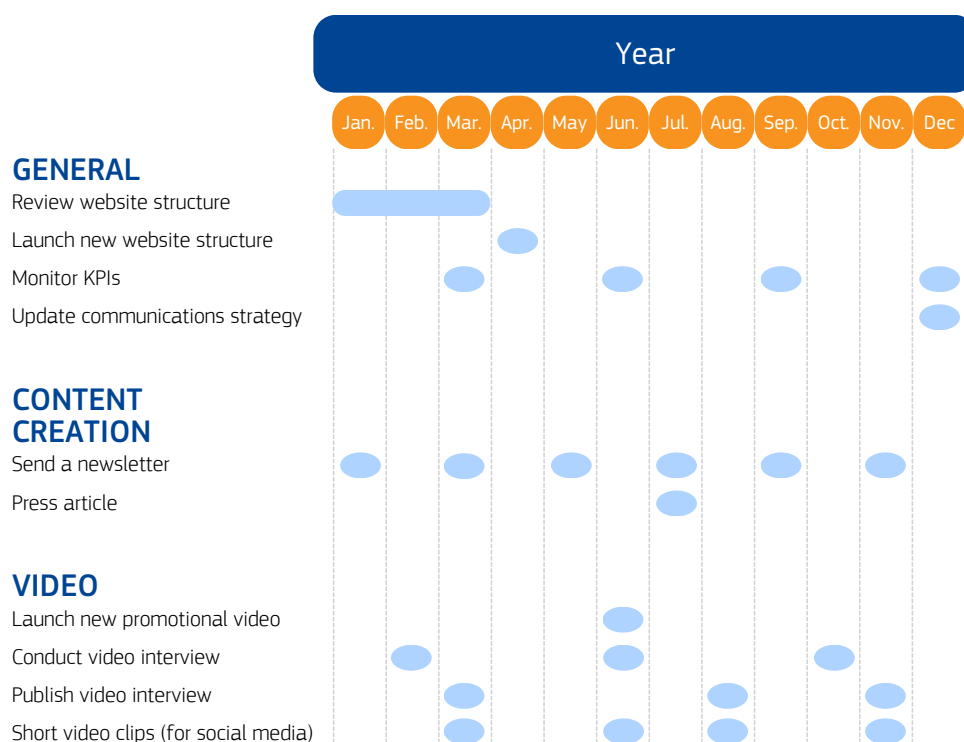 Year
Jan. Feb. Mar. Apr. May Jun. Jul. Aug. Sep. Oct. Nov. Dec
GENERAL
Review website structure
Launch new website structure
Monitor KPIs
Update communications strategy
CONTENT
CREATION
Send a newsletter
Press article
VIDEO
Launch new promotional video
Conduct video interview
Publish video interview
Short video clips (for social media)